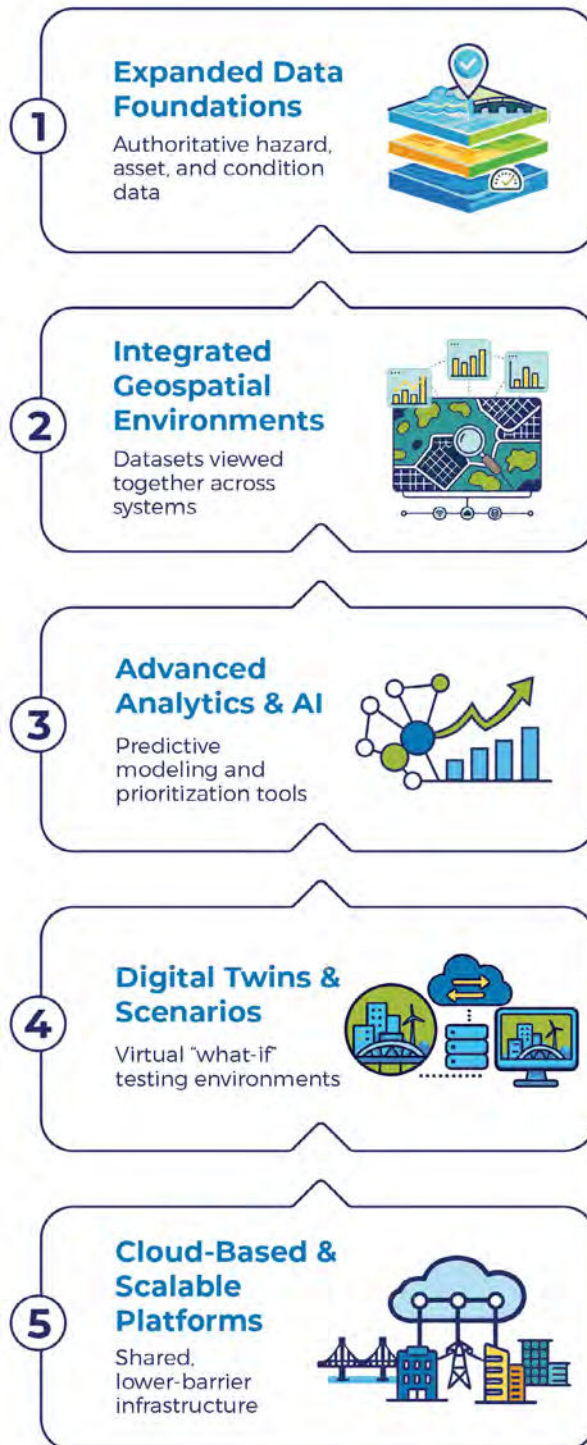 1
Expanded Data
Foundations
Authoritative hazard,
asset, and condition
data
2
Integrated
Geospatial
Environments
Datasets viewed
together across
systems
3
Advanced
Analytics & AI
Predictive
modeling and
prioritization tools
4
Digital Twins &
Scenarios
Virtual "what-if"
testing environments
5
Cloud-Based &
Scalable
Platforms
Shared,
lower-barrier
infrastructure